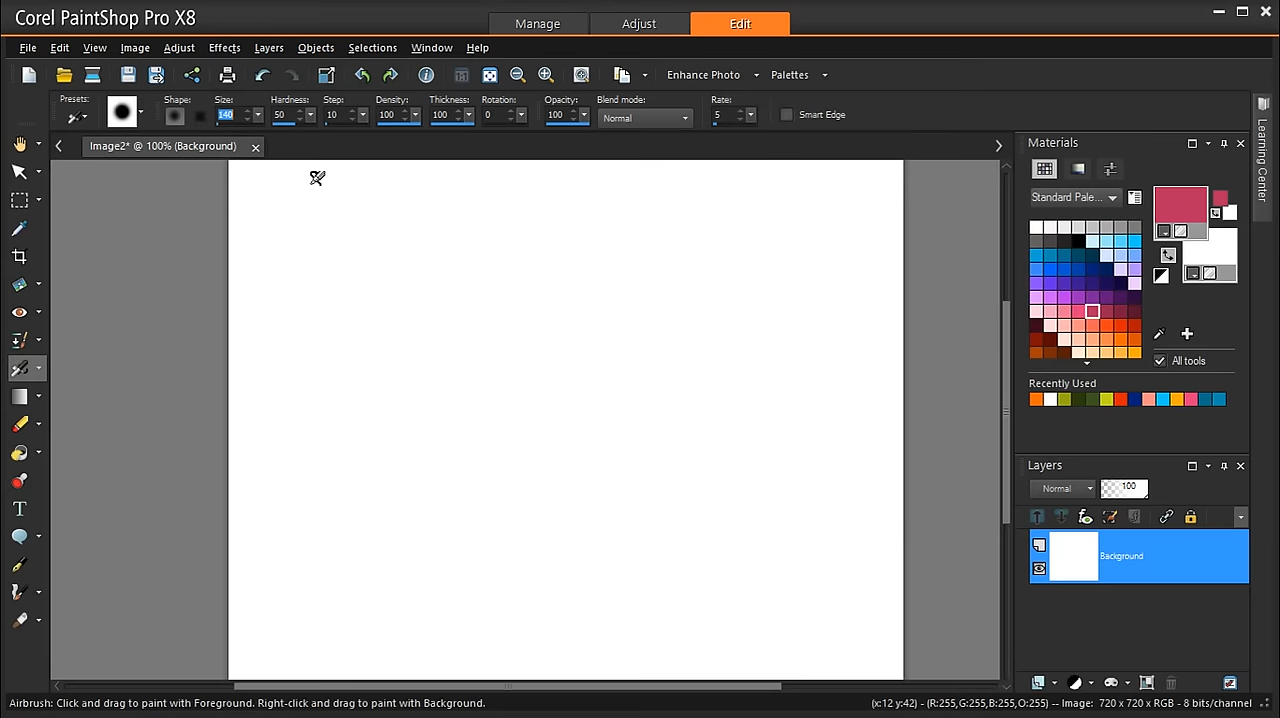 Corel PaintShop Pro X8
Manage
Adjust
Edit
File Edit View Image Adjust Effects Layers Objects Selections Window Help
Enhance Photo
Palettes
Presets: Shape: Size: Hardness: Step: Density: Thickness: Rotation: Opacity: Blend mode: Rate:
140 50 10 100 100 0 100 Normal 5 Smart Edge
Image2* @ 100% (Background)
Materials
Learning Center
Standard Pale...
All tools
Recently Used
Layers
Normal
100
Background
T
Airbrush: Click and drag to paint with Foreground. Right-click and drag to paint with Background.
(x:12 y:42) - (R:255,G:255,B:255,O:255) -- Image: 720 x 720 x RGB - 8 bits/channel